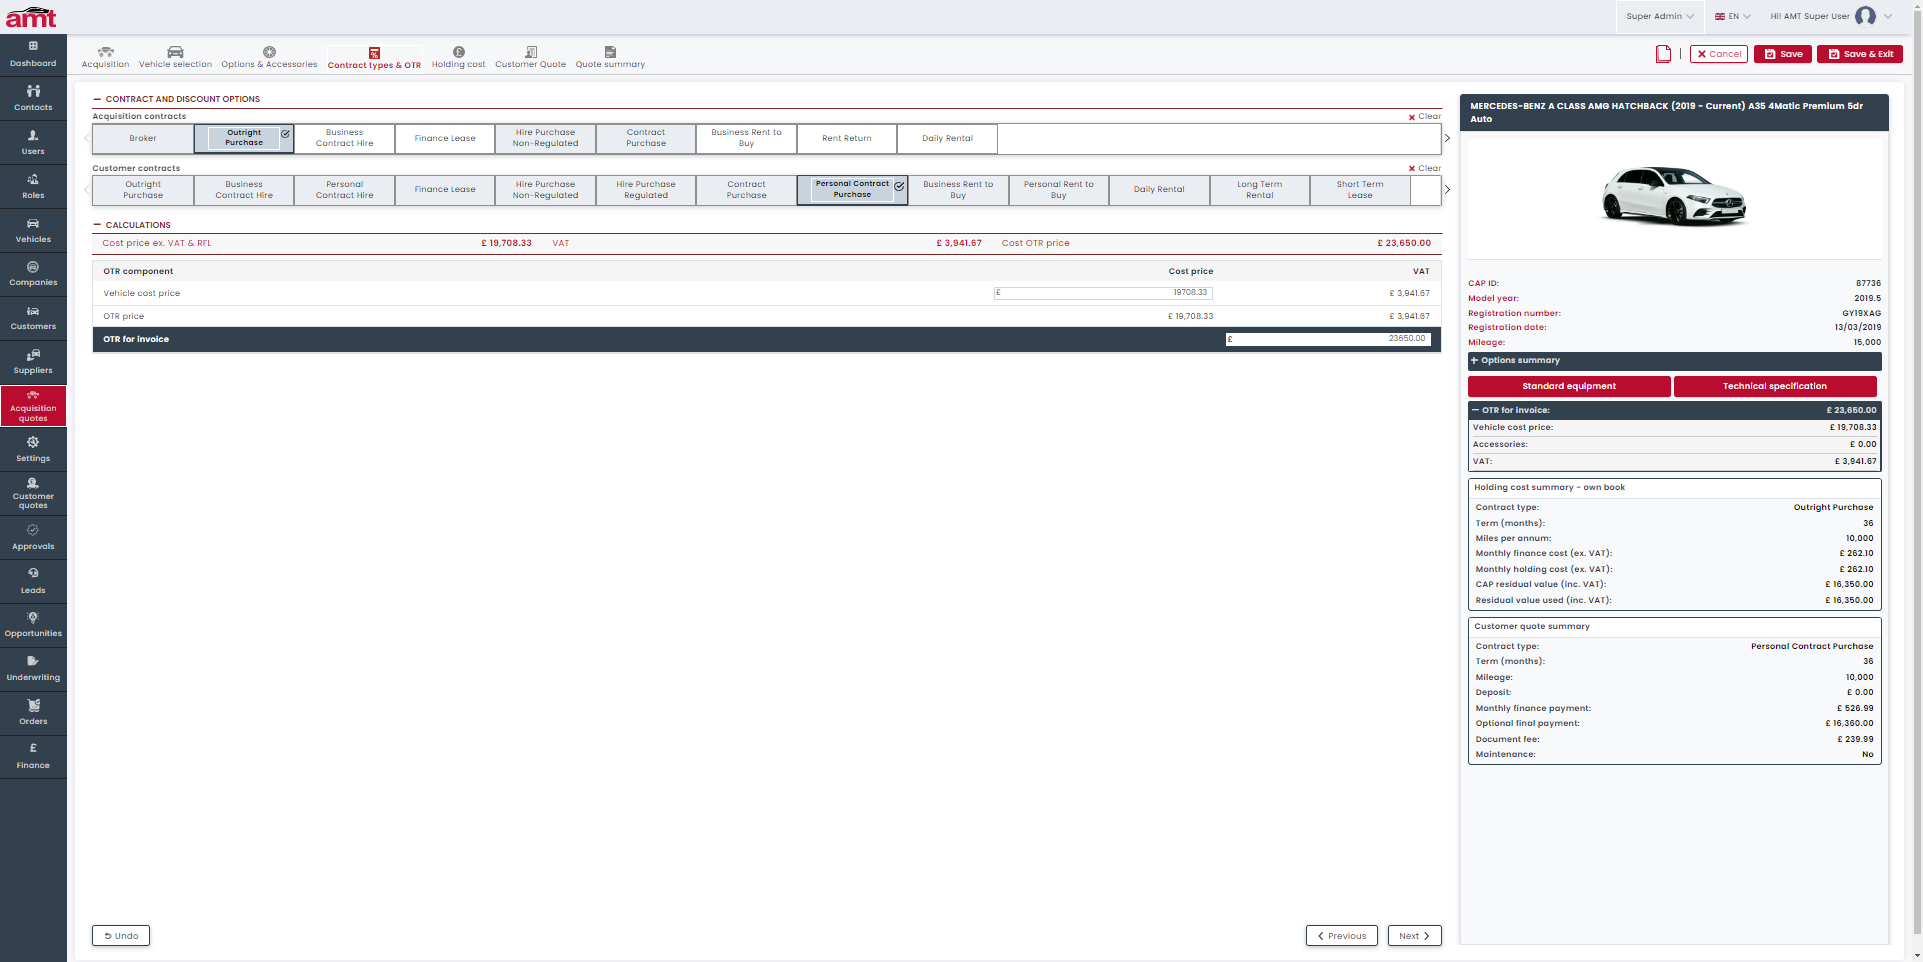 amt
Super Admin
EN
Hi! AMT Super User
Dashboard
Contacts
Users
Roles
Vehicles
Companies
Customers
Suppliers
Acquisition
quotes
Settings
Customer
quotes
Approvals
Leads
Opportunities
Underwriting
Orders
£
Finance
Acquisition
Vehicle selection
Options & Accessories
Contract types & OTR
Holding cost
Customer Quote
Quote summary
Cancel
Save
Save & Exit
CONTRACT AND DISCOUNT OPTIONS
Acquisition contracts
Clear
Broker
Outright
Purchase
Business
Contract Hire
Finance Lease
Hire Purchase
Non-Regulated
Contract
Purchase
Business Rent to
Buy
Rent Return
Daily Rental
Customer contracts
Clear
Outright
Purchase
Business
Contract Hire
Personal
Contract Hire
Finance Lease
Hire Purchase
Non-Regulated
Hire Purchase
Regulated
Contract
Purchase
Personal Contract
Purchase
Business Rent to
Buy
Personal Rent to
Buy
Daily Rental
Long Term
Rental
Short Term
Lease
CALCULATIONS
Cost price ex. VAT & RFL £ 19,708.33 VAT £ 3,941.67 Cost OTR price £ 23,650.00
OTR component Cost price VAT
Vehicle cost price £ 19708.33 £ 3,941.67
OTR price £ 19,708.33 £ 3,941.67
OTR for invoice £ 23650.00
Undo
Previous
Next
MERCEDES-BENZ A CLASS AMG HATCHBACK (2019 - Current) A35 4Matic Premium 5dr
Auto
CAP ID: 87736
Model year: 2019.5
Registration number: GY19XAG
Registration date: 13/03/2019
Mileage: 15,000
Options summary
Standard equipment
Technical specification
OTR for invoice: £ 23,650.00
Vehicle cost price: £ 19,708.33
Accessories: £ 0.00
VAT: £ 3,941.67
Holding cost summary - own book
Contract type: Outright Purchase
Term (months): 36
Miles per annum: 10,000
Monthly finance cost (ex. VAT): £ 262.10
Monthly holding cost (ex. VAT): £ 262.10
CAP residual value (inc. VAT): £ 16,350.00
Residual value used (inc. VAT): £ 16,350.00
Customer quote summary
Contract type: Personal Contract Purchase
Term (months): 36
Mileage: 10,000
Deposit: £ 0.00
Monthly finance payment: £ 526.99
Optional final payment: £ 16,360.00
Document fee: £ 239.99
Maintenance: No